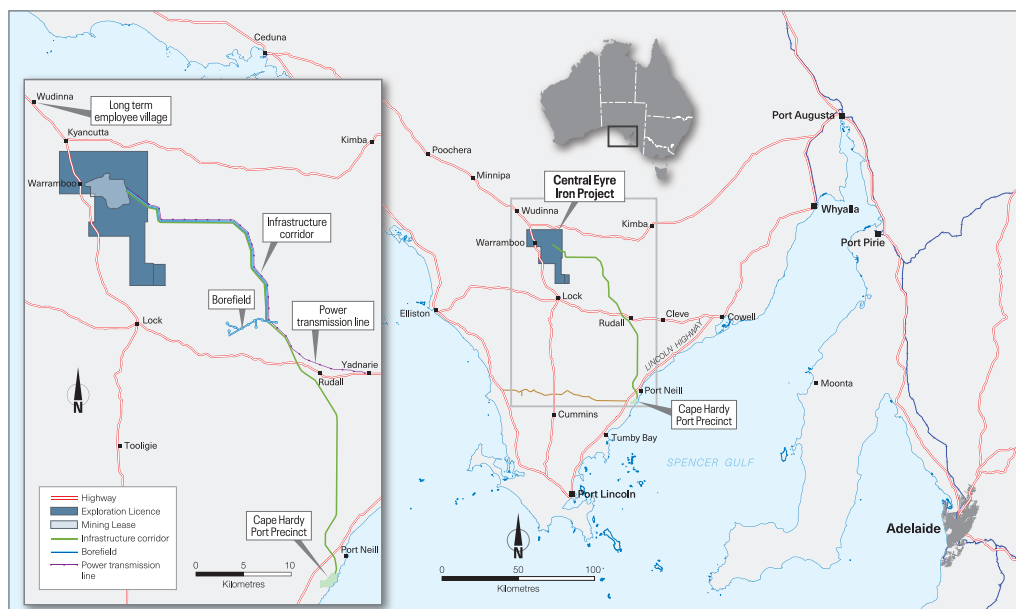 Ceduna
Wudinna
Long term
employee village
Kyancutta
Kimba
Warramboo
Infrastructure
corridor
Borefield
Power
transmission line
Lock
Yadnarie
Rudall
N
Tooligie
Highway
Exploration Licence
Mining Lease
Infrastructure corridor
Borefield
Power transmission
line
Cape Hardy
Port Precinct
Port Neill
0 5 10
Kilometres
Poochera
Minnipa
Central Eyre
Iron Project
Wudinna
Kimba
Warramboo
Lock
Elliston
Rudall
Cleve
Cowell
LINCOLN HIGHWAY
Port Neill
Cape Hardy
Port Precinct
Cummins
Tumby Bay
SPENCER GULF
Port Lincoln
Port Augusta
Whyalla
Port Pirie
Moonta
Adelaide
N
0 50 100
Kilometres